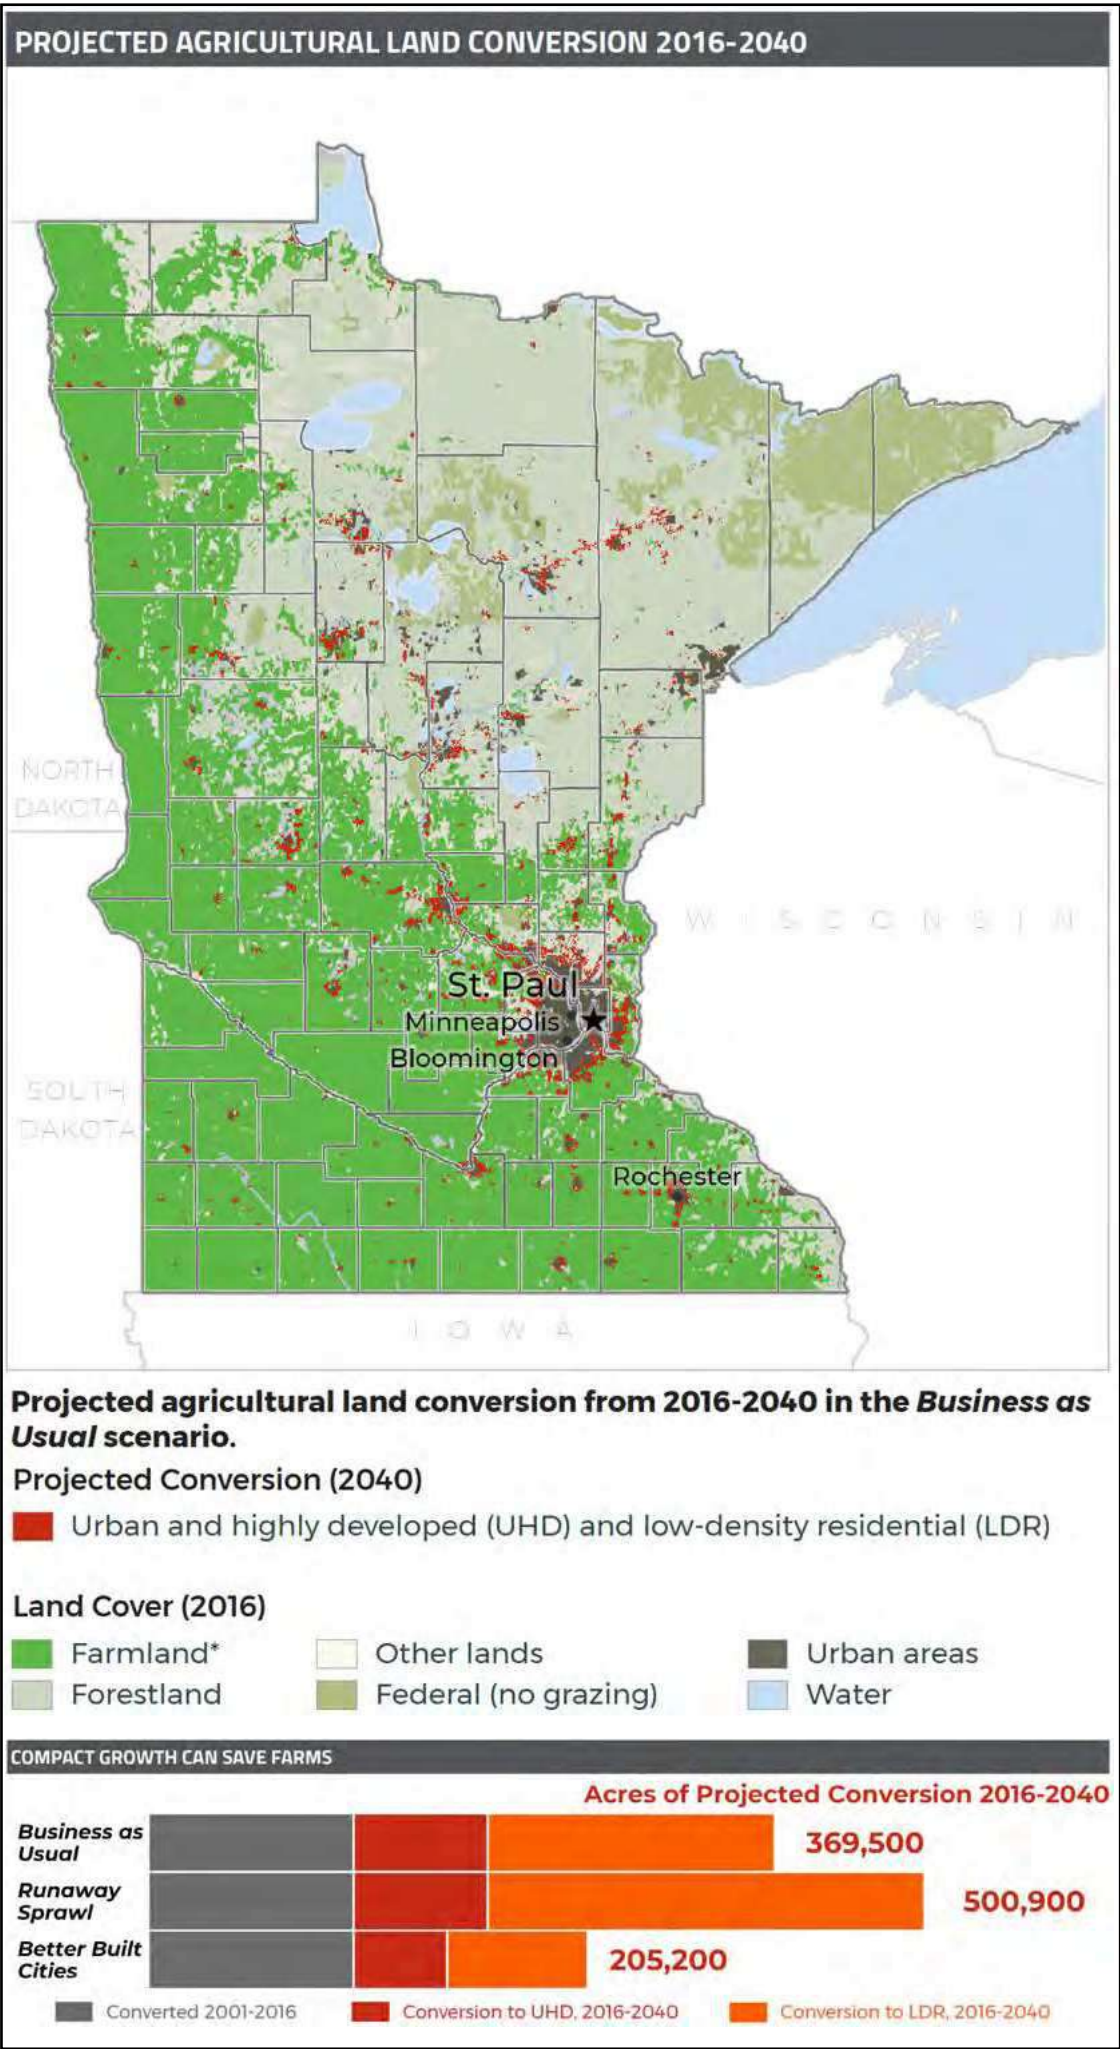 PROJECTED AGRICULTURAL LAND CONVERSION 2016-2040
NORTH
DAKOTA
WISCONSIN
St. Paul
Minneapolis
Bloomington
SOUTH
DAKOTA
Rochester
IOWA
Projected agricultural land conversion from 2016-2040 in the Business as
Usual scenario.
Projected Conversion (2040)
Urban and highly developed (UHD) and low-density residential (LDR)
Land Cover (2016)
Farmland* Other lands Urban areas
Forestland Federal (no grazing) Water
COMPACT GROWTH CAN SAVE FARMS
Acres of Projected Conversion 2016-2040
Business as
Usual
369,500
Runaway
Sprawl
500,900
Better Built
Cities
205,200
Converted 2001-2016 Conversion to UHD, 2016-2040 Conversion to LDR, 2016-2040